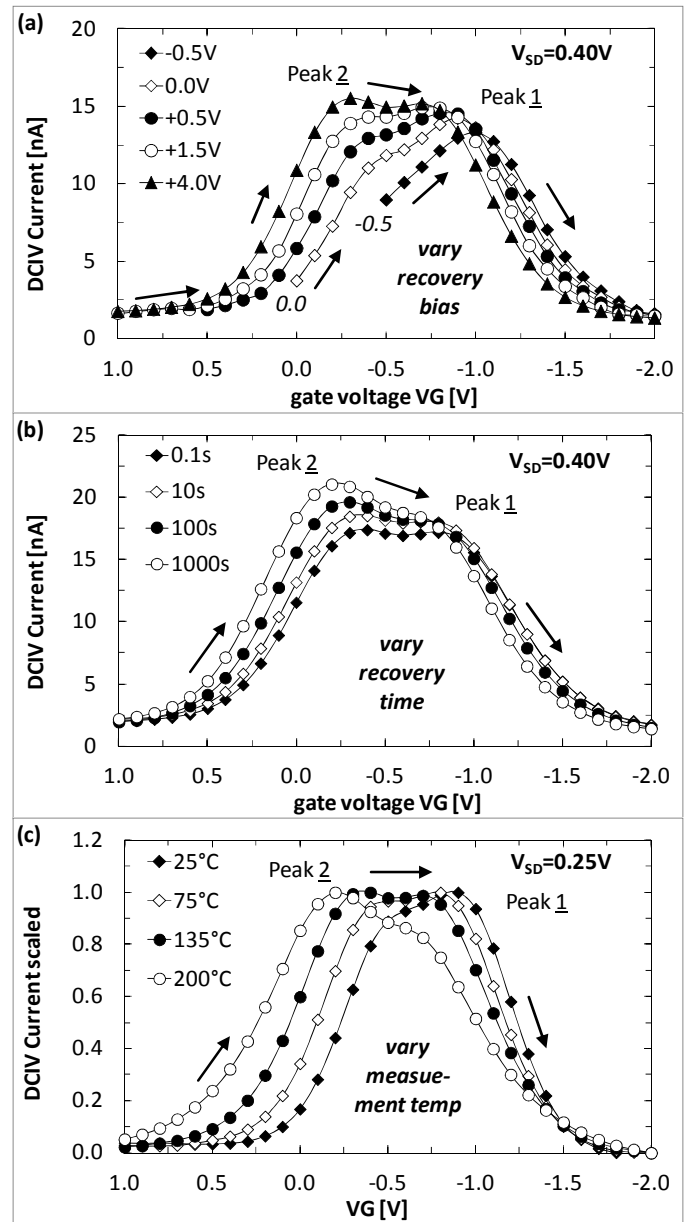 (a)
-0.5V
0.0V
+0.5V
+1.5V
+4.0V
V_SD=0.40V
Peak 2
Peak 1
-0.5
0.0
vary
recovery
bias
DCIV Current [nA]
20
15
10
5
0
1.0 0.5 0.0 -0.5 -1.0 -1.5 -2.0
gate voltage VG [V]
(b)
0.1s
10s
100s
1000s
V_SD=0.40V
Peak 2
Peak 1
vary
recovery
time
DCIV Current [nA]
25
20
15
10
5
0
1.0 0.5 0.0 -0.5 -1.0 -1.5 -2.0
gate voltage VG [V]
(c)
25°C
75°C
135°C
200°C
V_SD=0.25V
Peak 2
Peak 1
vary
measue-
ment temp
DCIV Current scaled
1.2
1.0
0.8
0.6
0.4
0.2
0.0
1.0 0.5 0.0 -0.5 -1.0 -1.5 -2.0
VG [V]